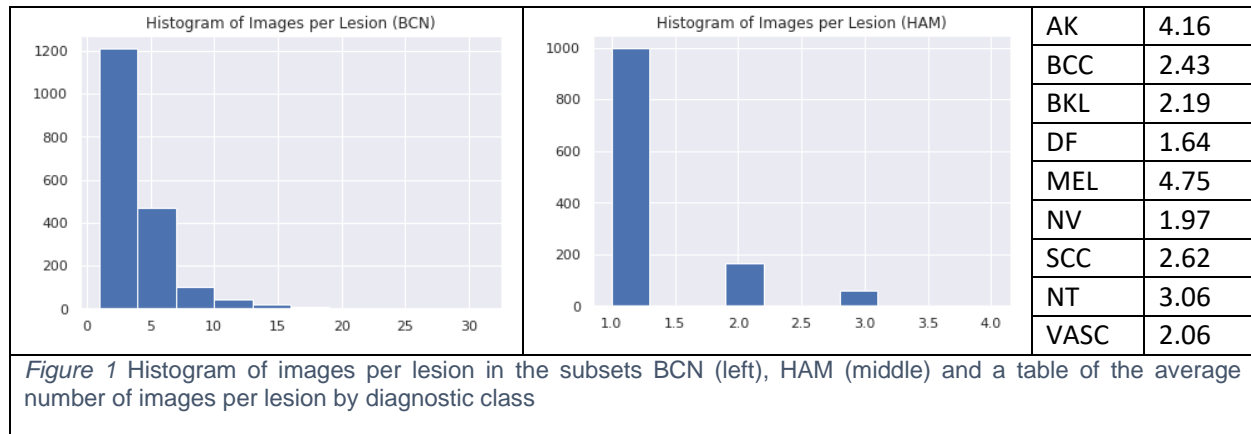 Histogram of Images per Lesion (BCN)
1200
1000
800
600
400
200
0
0 5 10 15 20 25 30
Histogram of Images per Lesion (HAM)
1000
800
600
400
200
0
1.0 1.5 2.0 2.5 3.0 3.5 4.0
AK 4.16
BCC 2.43
BKL 2.19
DF 1.64
MEL 4.75
NV 1.97
SCC 2.62
NT 3.06
VASC 2.06
Figure 1 Histogram of images per lesion in the subsets BCN (left), HAM (middle) and a table of the average
number of images per lesion by diagnostic class